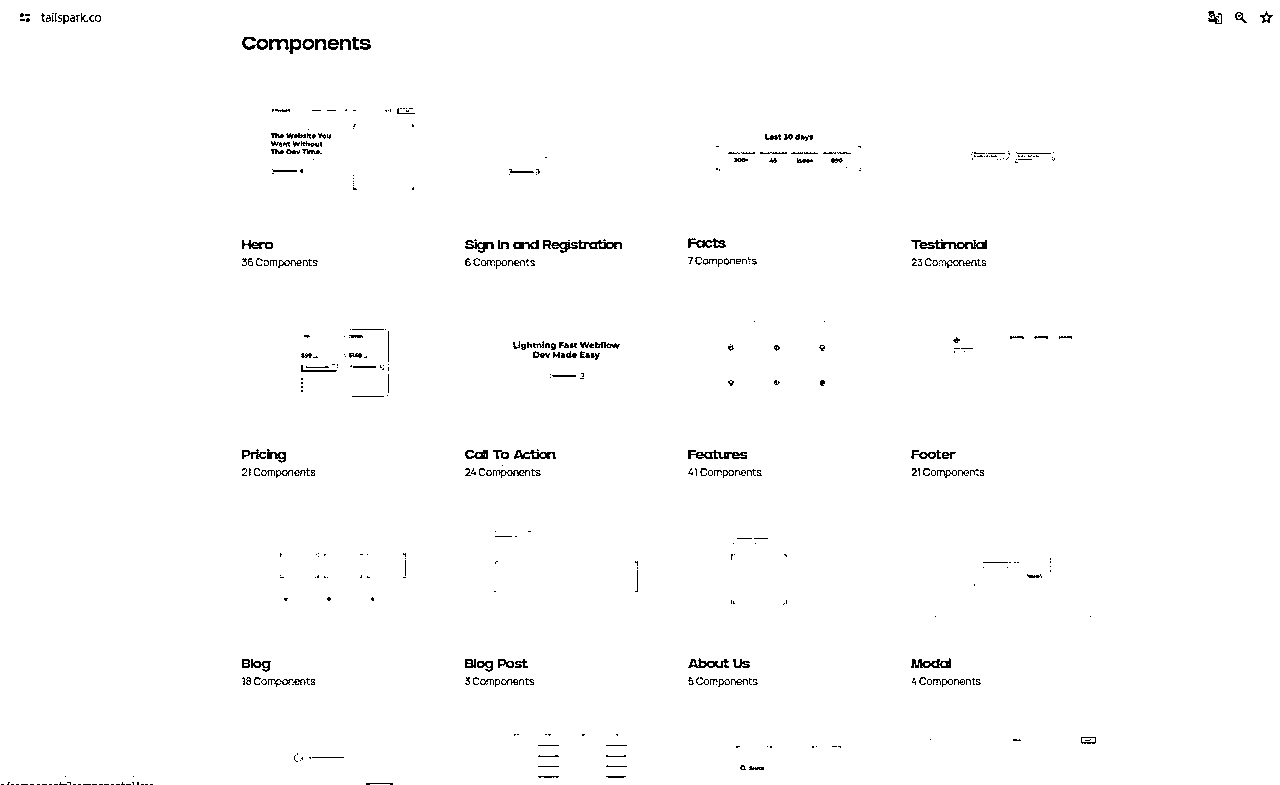 tailspark.co
Components
The Website You
Want Without
The Dev Time.
Last 30 days
Hero
36 Components
Sign In and Registration
6 Components
Facts
7 Components
Testimonial
23 Components
Lightning Fast Webflow
Dev Made Easy
Pricing
21 Components
Call To Action
24 Components
Features
41 Components
Footer
21 Components
Blog
18 Components
Blog Post
3 Components
About Us
5 Components
Modal
4 Components